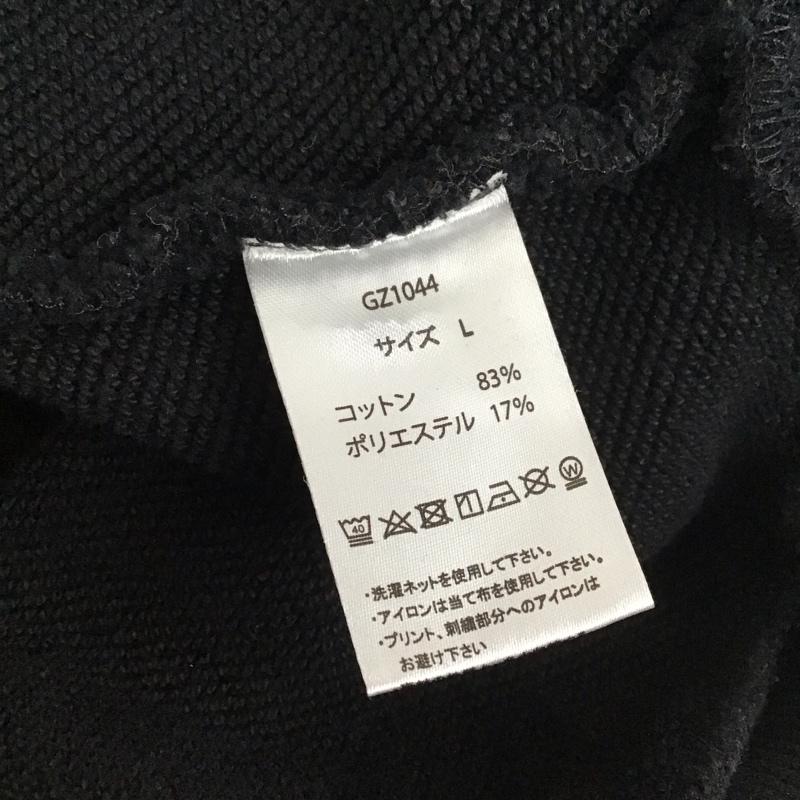 GZ1044
サイズ L
コットン 83%
ポリエステル 17%
40 W
・洗濯ネットを使用して下さい。
・アイロンは当て布を使用して下さい。
・プリント、刺繍部分へのアイロンは
お避け下さい